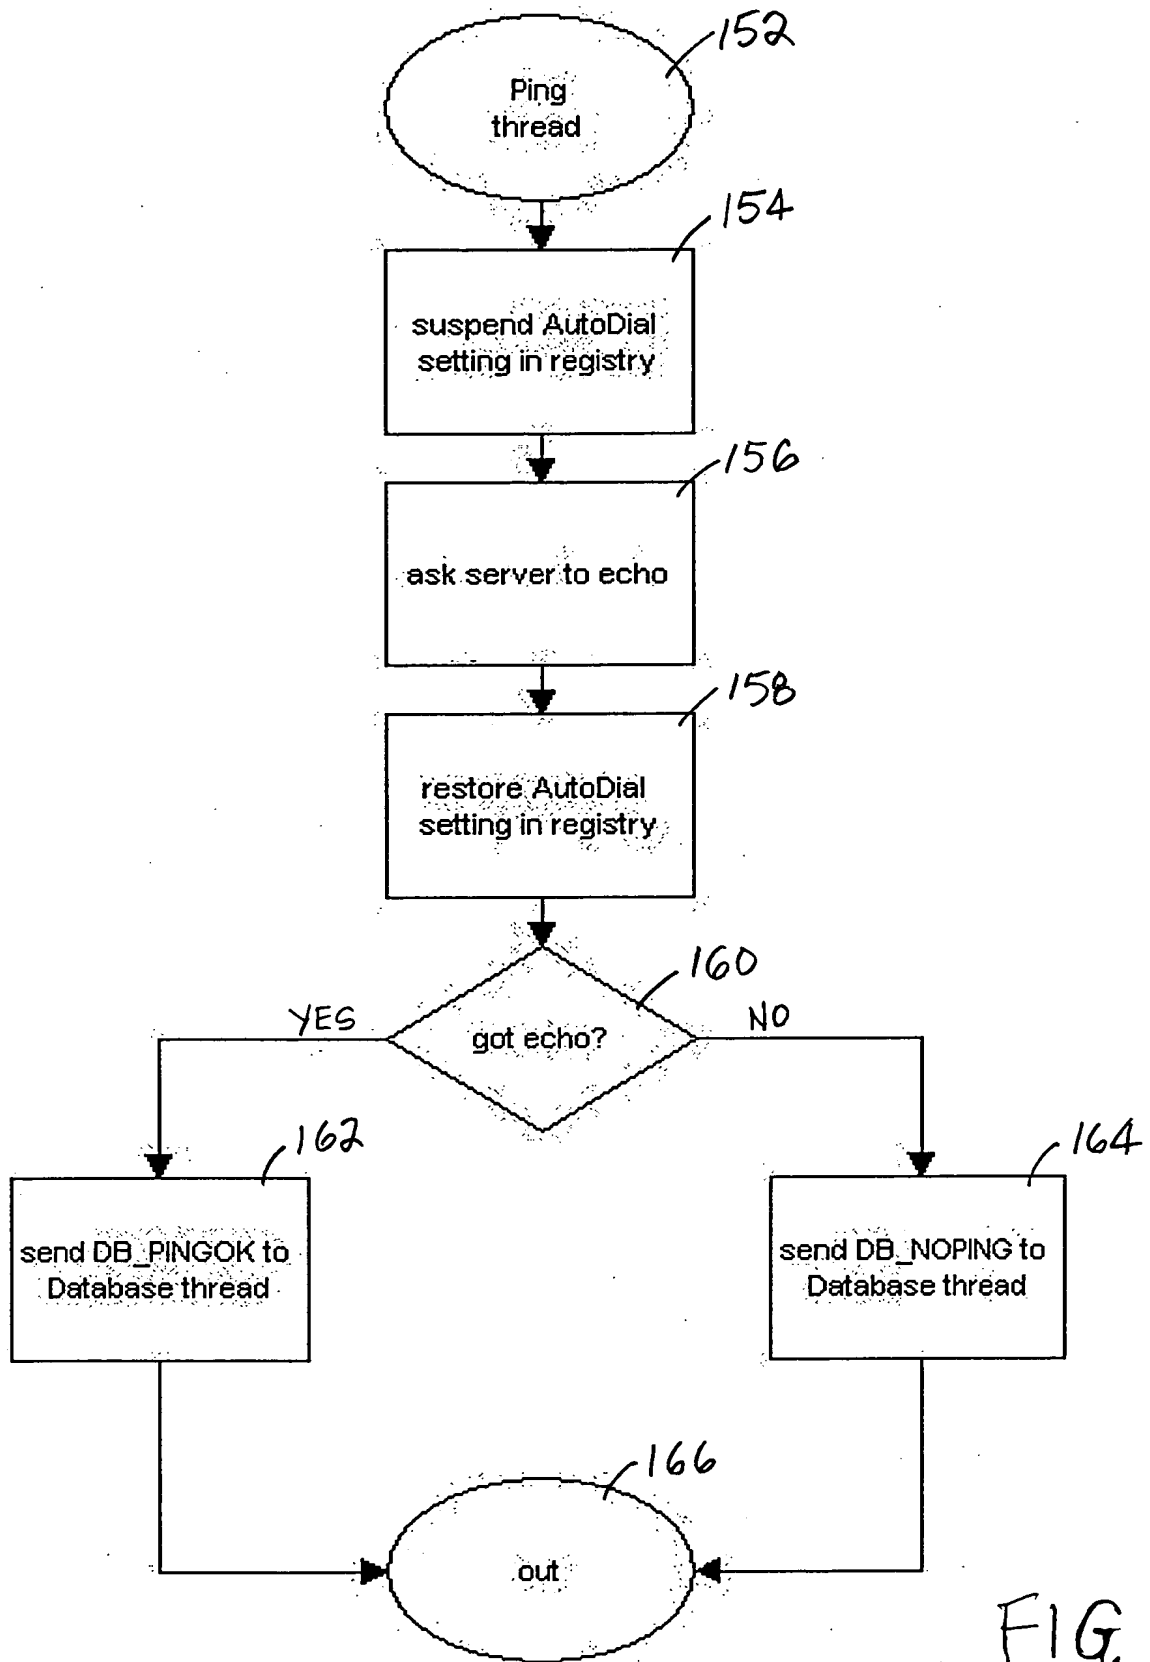 152
Ping
thread
154
suspend AutoDial
setting in registry
156
ask server to echo
158
restore AutoDial
setting in registry
160
YES
got echo?
NO
162
164
send DB_PINGOK to
Database thread
send DB_NOPING to
Database thread
166
out
FIG